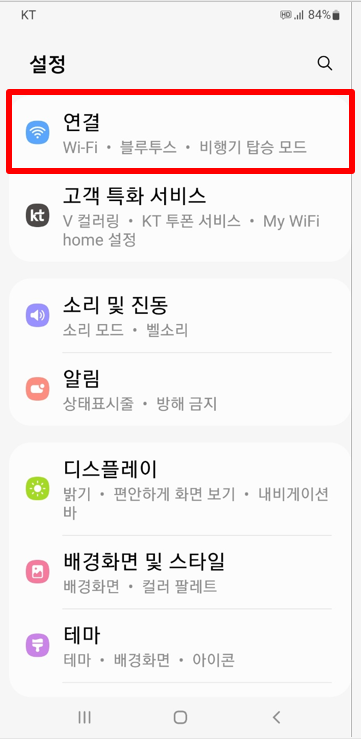 KT
84%
설정
연결
Wi-Fi • 블루투스 • 비행기 탑승 모드
kt
고객 특화 서비스
V 컬러링 • KT 투폰 서비스 • My WiFi
home 설정
소리 및 진동
소리 모드 • 벨소리
알림
상태표시줄 • 방해 금지
디스플레이
밝기 • 편안하게 화면 보기 • 내비게이션
바
배경화면 및 스타일
배경화면 • 컬러 팔레트
테마
테마 • 배경화면 • 아이콘